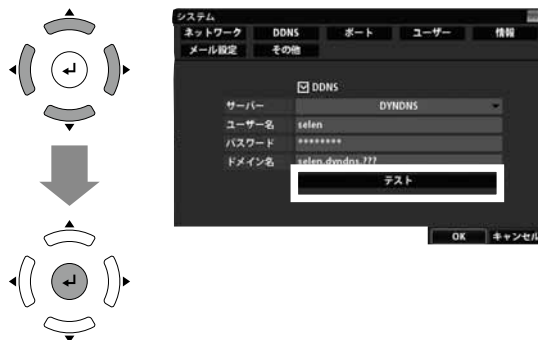 システム
ネットワーク DDNS ポート ユーザー 情報
メール設定 その他
DDNS
サーバー DYNDNS
ユーザー名 selen
パスワード ********
ドメイン名 selen.dyndns.???
テスト
OK キャンセル